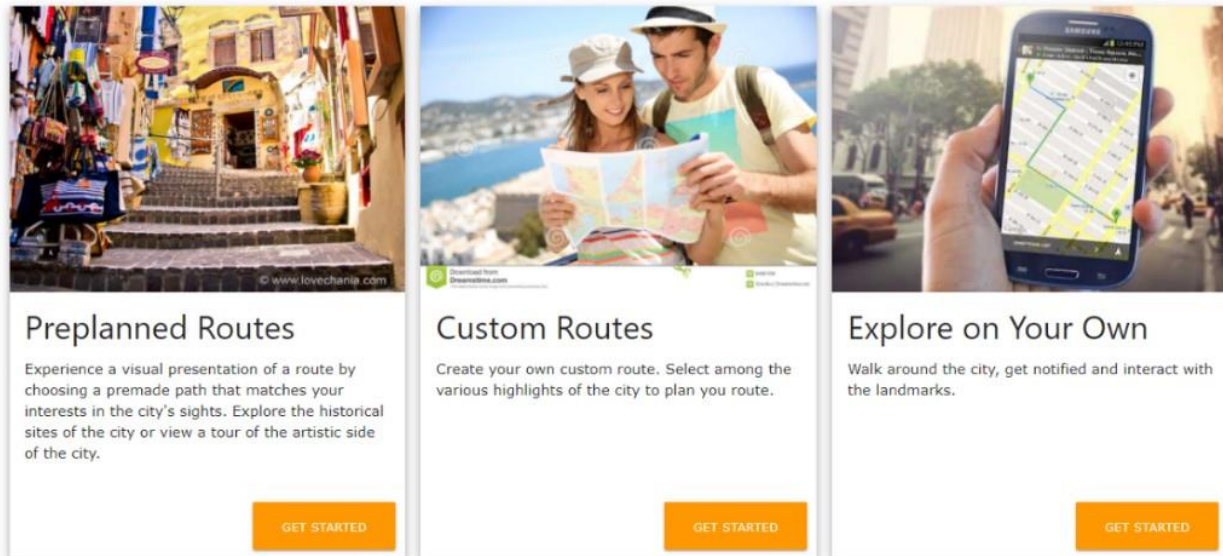 © www.lovechania.com
Download from
Dreamstime.com
SAMSUNG
12:45 PM
Preplanned Routes
Experience a visual presentation of a route by
choosing a premade path that matches your
interests in the city's sights. Explore the historical
sites of the city or view a tour of the artistic side
of the city.
GET STARTED
Custom Routes
Create your own custom route. Select among the
various highlights of the city to plan you route.
GET STARTED
Explore on Your Own
Walk around the city, get notified and interact with
the landmarks.
GET STARTED